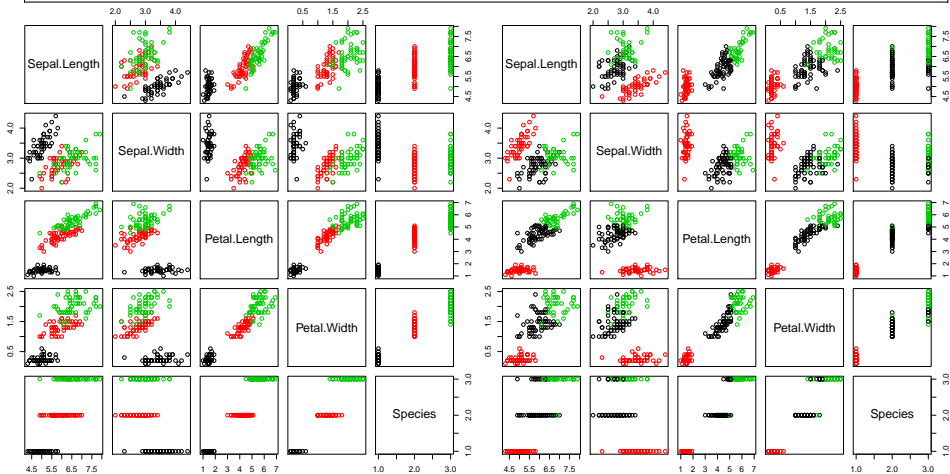 2.0 3.0 4.0 0.5 1.5 2.5 2.0 3.0 4.0 0.5 1.5 2.5
Sepal.Length 4.5 5.5 6.5 7.5 Sepal.Length 4.5 5.5 6.5 7.5
2.0 3.0 4.0 Sepal.Width 2.0 3.0 4.0 Sepal.Width
Petal.Length 1 2 3 4 5 6 7 Petal.Length 1 2 3 4 5 6 7
0.5 1.5 2.5 Petal.Width 0.5 1.5 2.5 Petal.Width
Species 1.0 2.0 3.0 Species 1.0 2.0 3.0
4.5 5.5 6.5 7.5 1 2 3 4 5 6 7 1.0 2.0 3.0 4.5 5.5 6.5 7.5 1 2 3 4 5 6 7 1.0 2.0 3.0